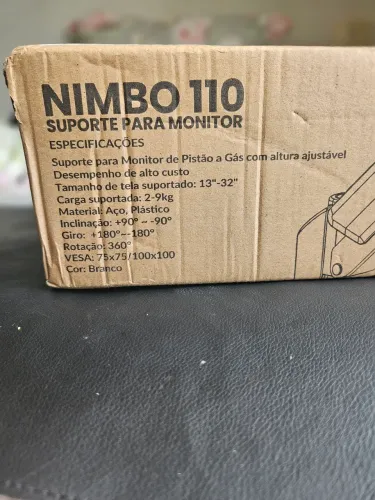 NIMBO 110
SUPORTE PARA MONITOR
ESPECIFICAÇÕES
Suporte para Monitor de Pistão a Gás com altura ajustável
Desempenho de alto custo
Tamanho de tela suportado: 13"-32"
Carga suportada: 2-9kg
Material: Aço, Plástico
Inclinação: +90° ~ -90°
Giro: +180°~-180°
Rotação: 360°
VESA: 75x75/100x100
Cor: Branco